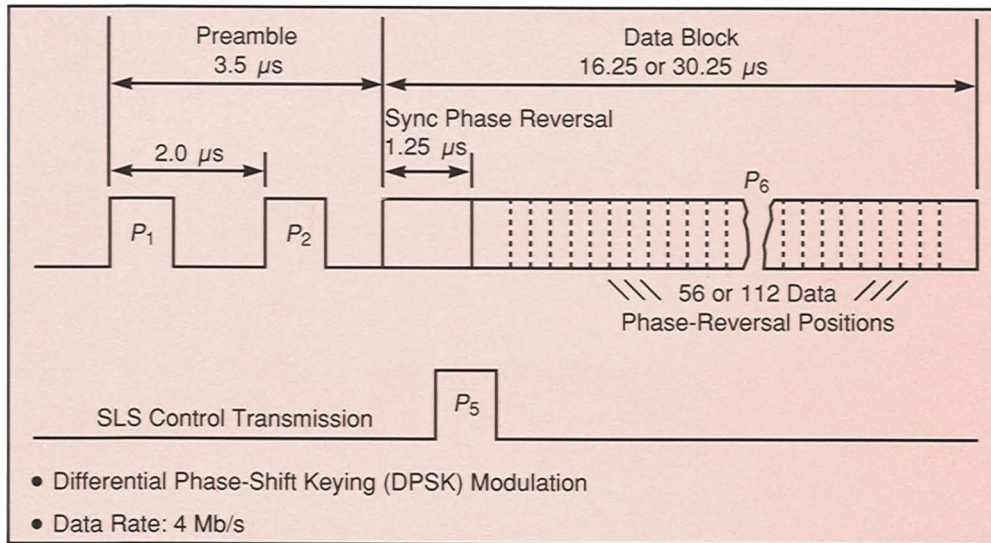 Preamble
3.5 μs
Data Block
16.25 or 30.25 μs
Sync Phase Reversal
1.25 μs
2.0 μs
P6
P1
P2
56 or 112 Data
Phase-Reversal Positions
P5
SLS Control Transmission
• Differential Phase-Shift Keying (DPSK) Modulation
• Data Rate: 4 Mb/s